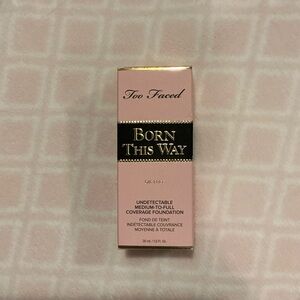 Too Faced
BORN
THIS WAY
UNDETECTABLE
MEDIUM-TO-FULL
COVERAGE FOUNDATION
FOND DE TEINT
INDÉTECTABLE COUVRANCE
MOYENNE À TOTALE